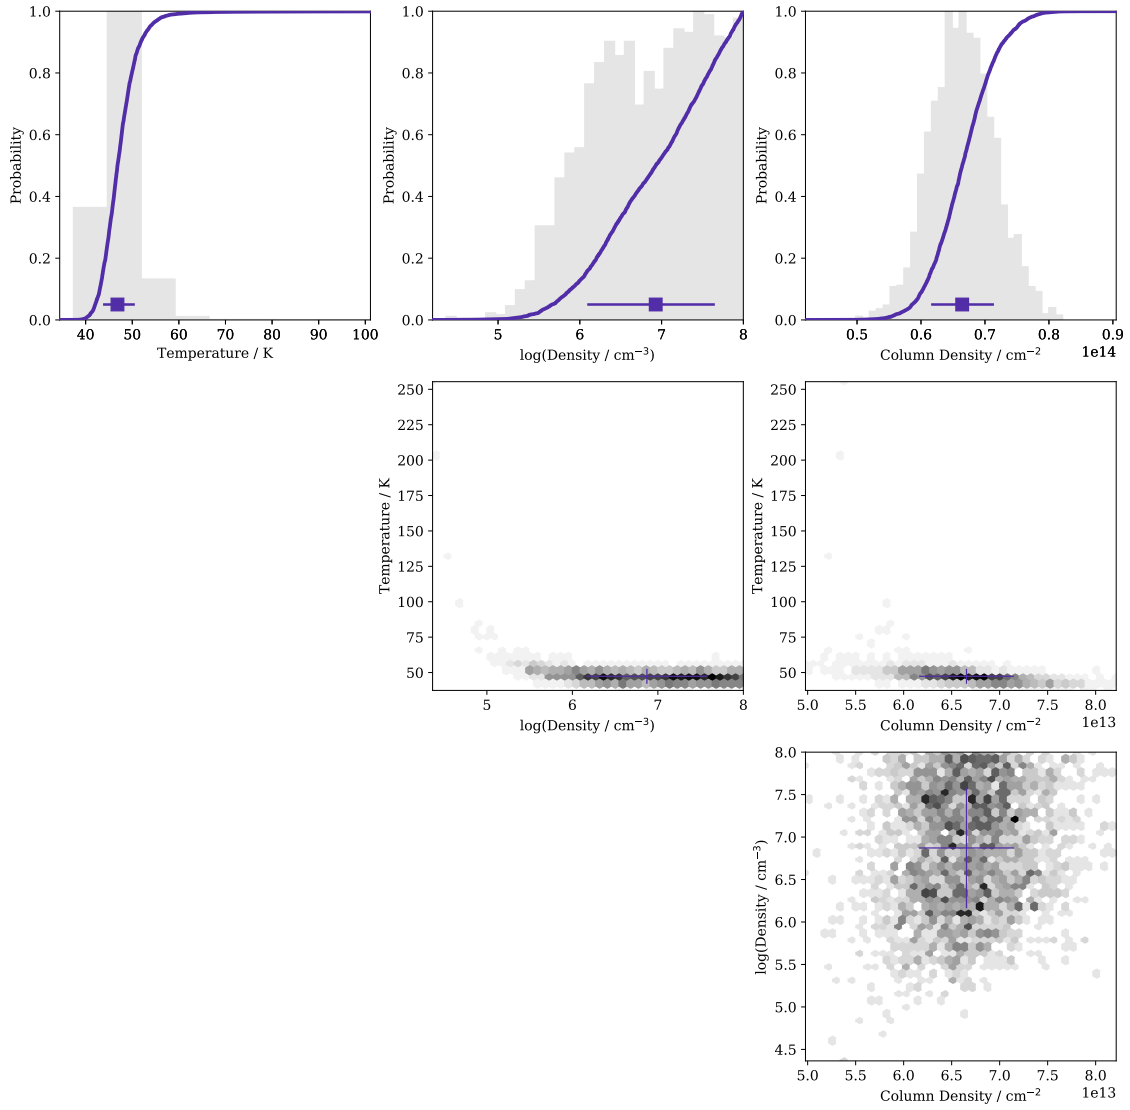 1.0
0.8
0.6
0.4
0.2
0.0
Probability
40 50 60 70 80 90 100
Temperature / K
1.0
0.8
0.6
0.4
0.2
0.0
Probability
5 6 7 8
log(Density / cm⁻³)
1.0
0.8
0.6
0.4
0.2
0.0
Probability
0.5 0.6 0.7 0.8 0.9
Column Density / cm⁻²
1e14
250
225
200
175
150
125
100
75
50
Temperature / K
5 6 7 8
log(Density / cm⁻³)
250
225
200
175
150
125
100
75
50
Temperature / K
5.0 5.5 6.0 6.5 7.0 7.5 8.0
Column Density / cm⁻²
1e13
8.0
7.5
7.0
6.5
6.0
5.5
5.0
4.5
log(Density / cm⁻³)
5.0 5.5 6.0 6.5 7.0 7.5 8.0
Column Density / cm⁻²
1e13